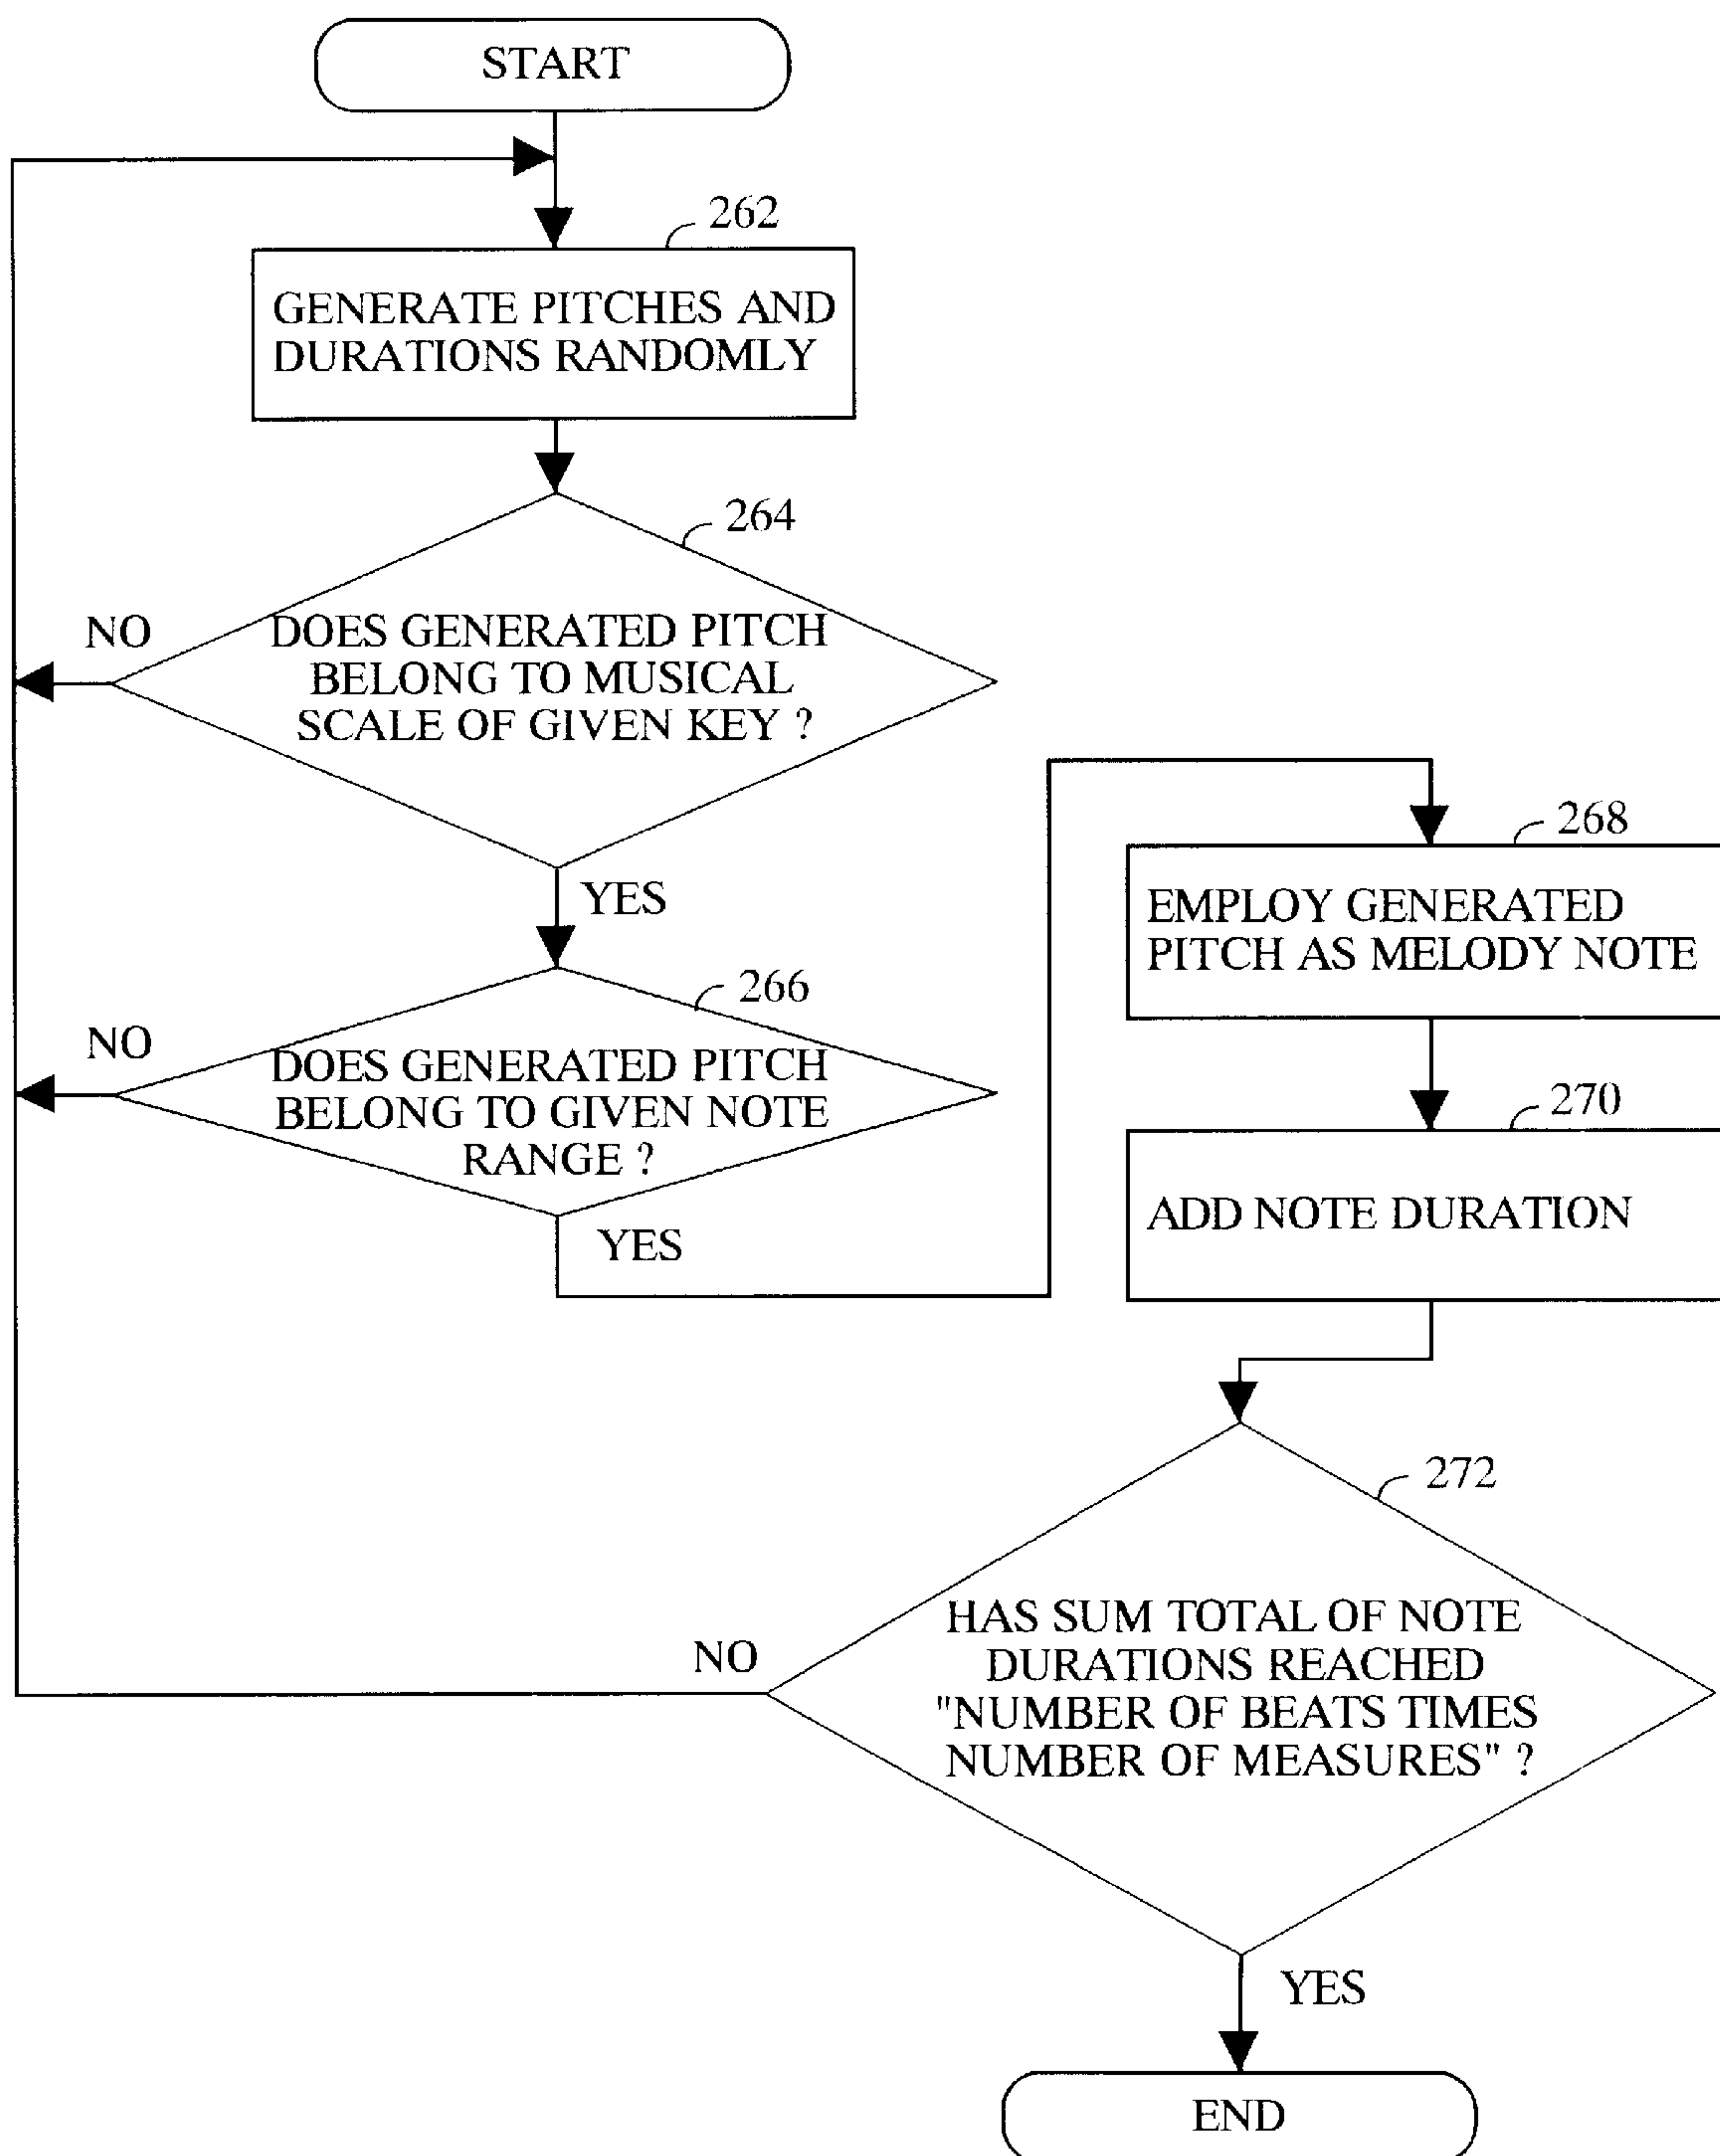 START
262
GENERATE PITCHES AND
DURATIONS RANDOMLY
264
NO
DOES GENERATED PITCH
BELONG TO MUSICAL
SCALE OF GIVEN KEY ?
YES
266
NO
DOES GENERATED PITCH
BELONG TO GIVEN NOTE
RANGE ?
YES
268
EMPLOY GENERATED
PITCH AS MELODY NOTE
270
ADD NOTE DURATION
272
NO
HAS SUM TOTAL OF NOTE
DURATIONS REACHED
"NUMBER OF BEATS TIMES
NUMBER OF MEASURES" ?
YES
END